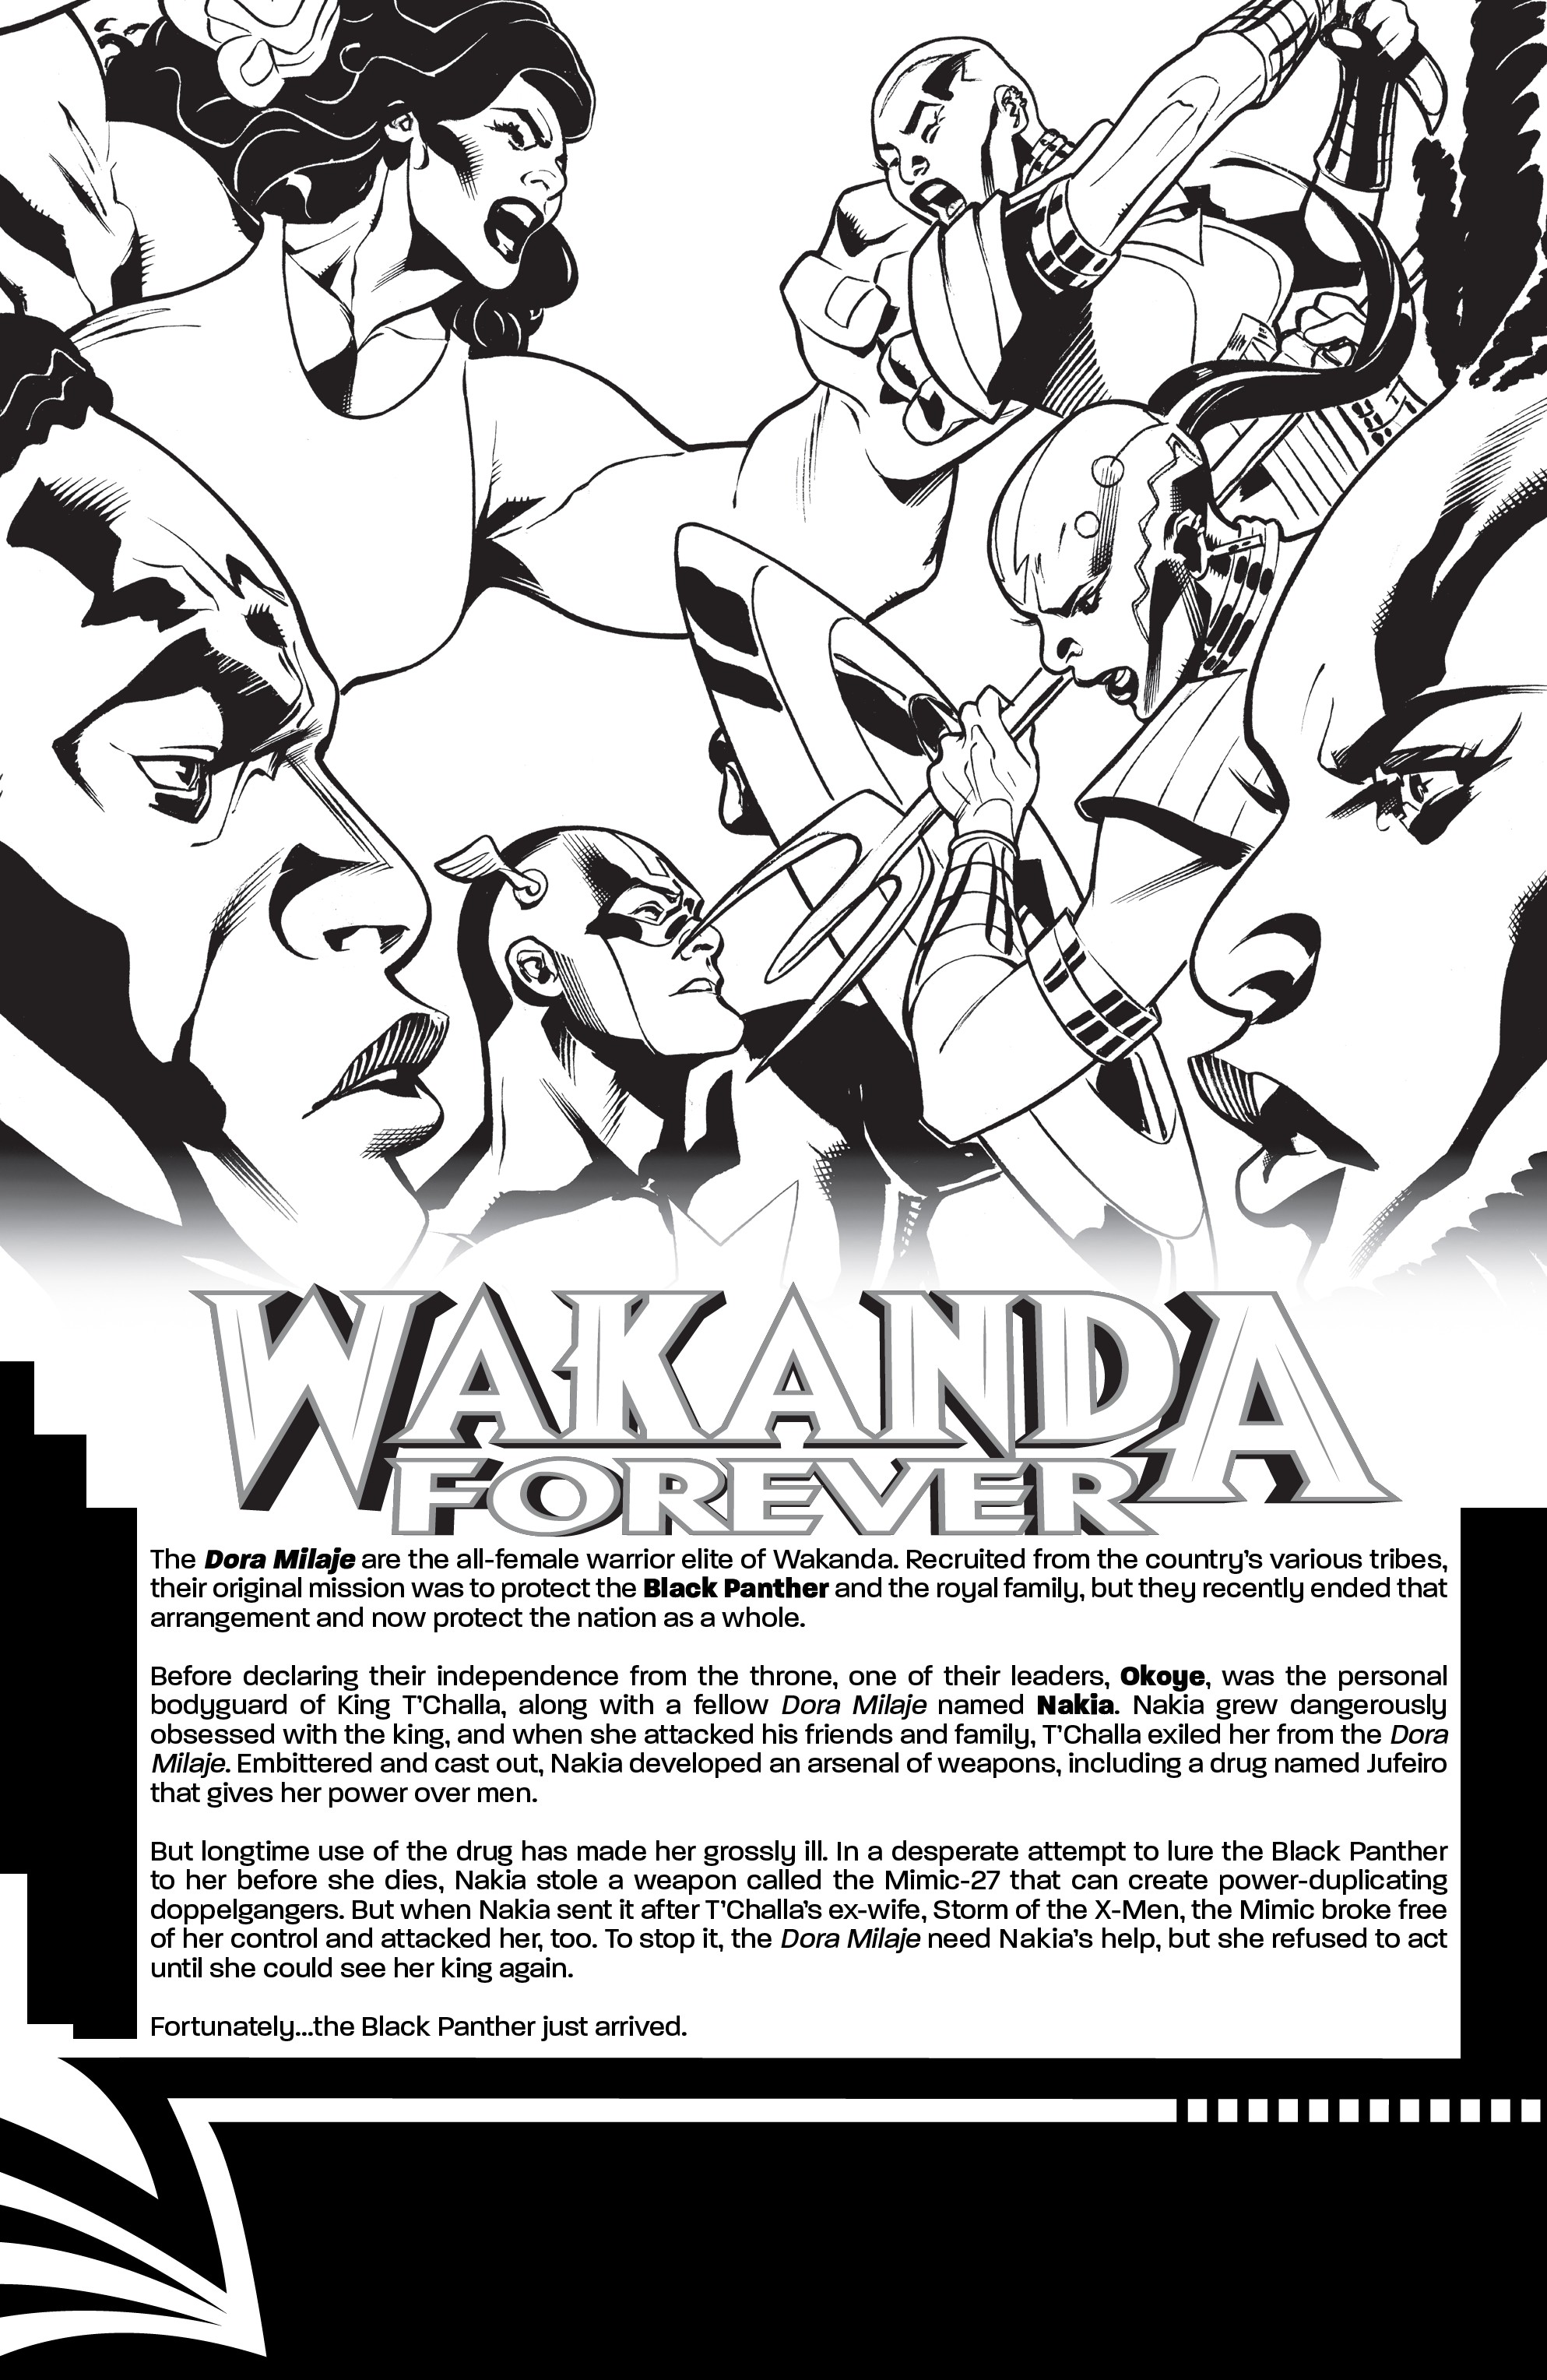 WAKANDA
FOREVER
The Dora Milaje are the all-female warrior elite of Wakanda. Recruited from the country's various tribes,
their original mission was to protect the Black Panther and the royal family, but they recently ended that
arrangement and now protect the nation as a whole.
Before declaring their independence from the throne, one of their leaders, Okoye, was the personal
bodyguard of King T'Challa, along with a fellow Dora Milaje named Nakia. Nakia grew dangerously
obsessed with the king, and when she attacked his friends and family, T'Challa exiled her from the Dora
Milaje. Embittered and cast out, Nakia developed an arsenal of weapons, including a drug named Jufeiro
that gives her power over men.
But longtime use of the drug has made her grossly ill. In a desperate attempt to lure the Black Panther
to her before she dies, Nakia stole a weapon called the Mimic-27 that can create power-duplicating
doppelgangers. But when Nakia sent it after T'Challa's ex-wife, Storm of the X-Men, the Mimic broke free
of her control and attacked her, too. To stop it, the Dora Milaje need Nakia's help, but she refused to act
until she could see her king again.
Fortunately...the Black Panther just arrived.